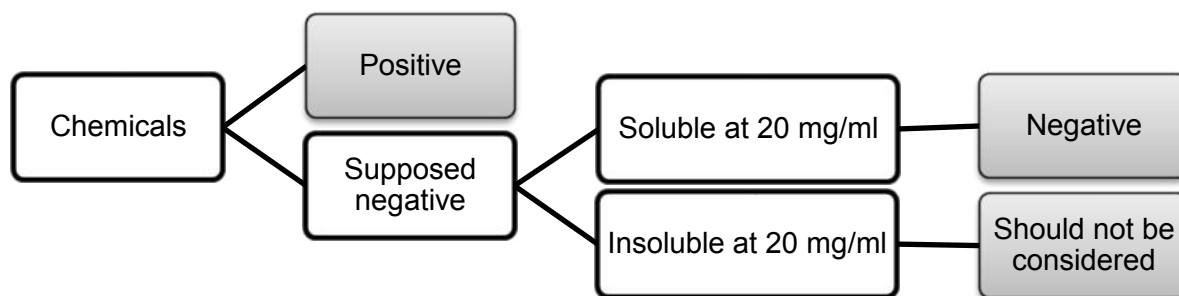 Chemicals
Positive
Supposed
negative
Soluble at 20 mg/ml
Insoluble at 20 mg/ml
Negative
Should not be
considered